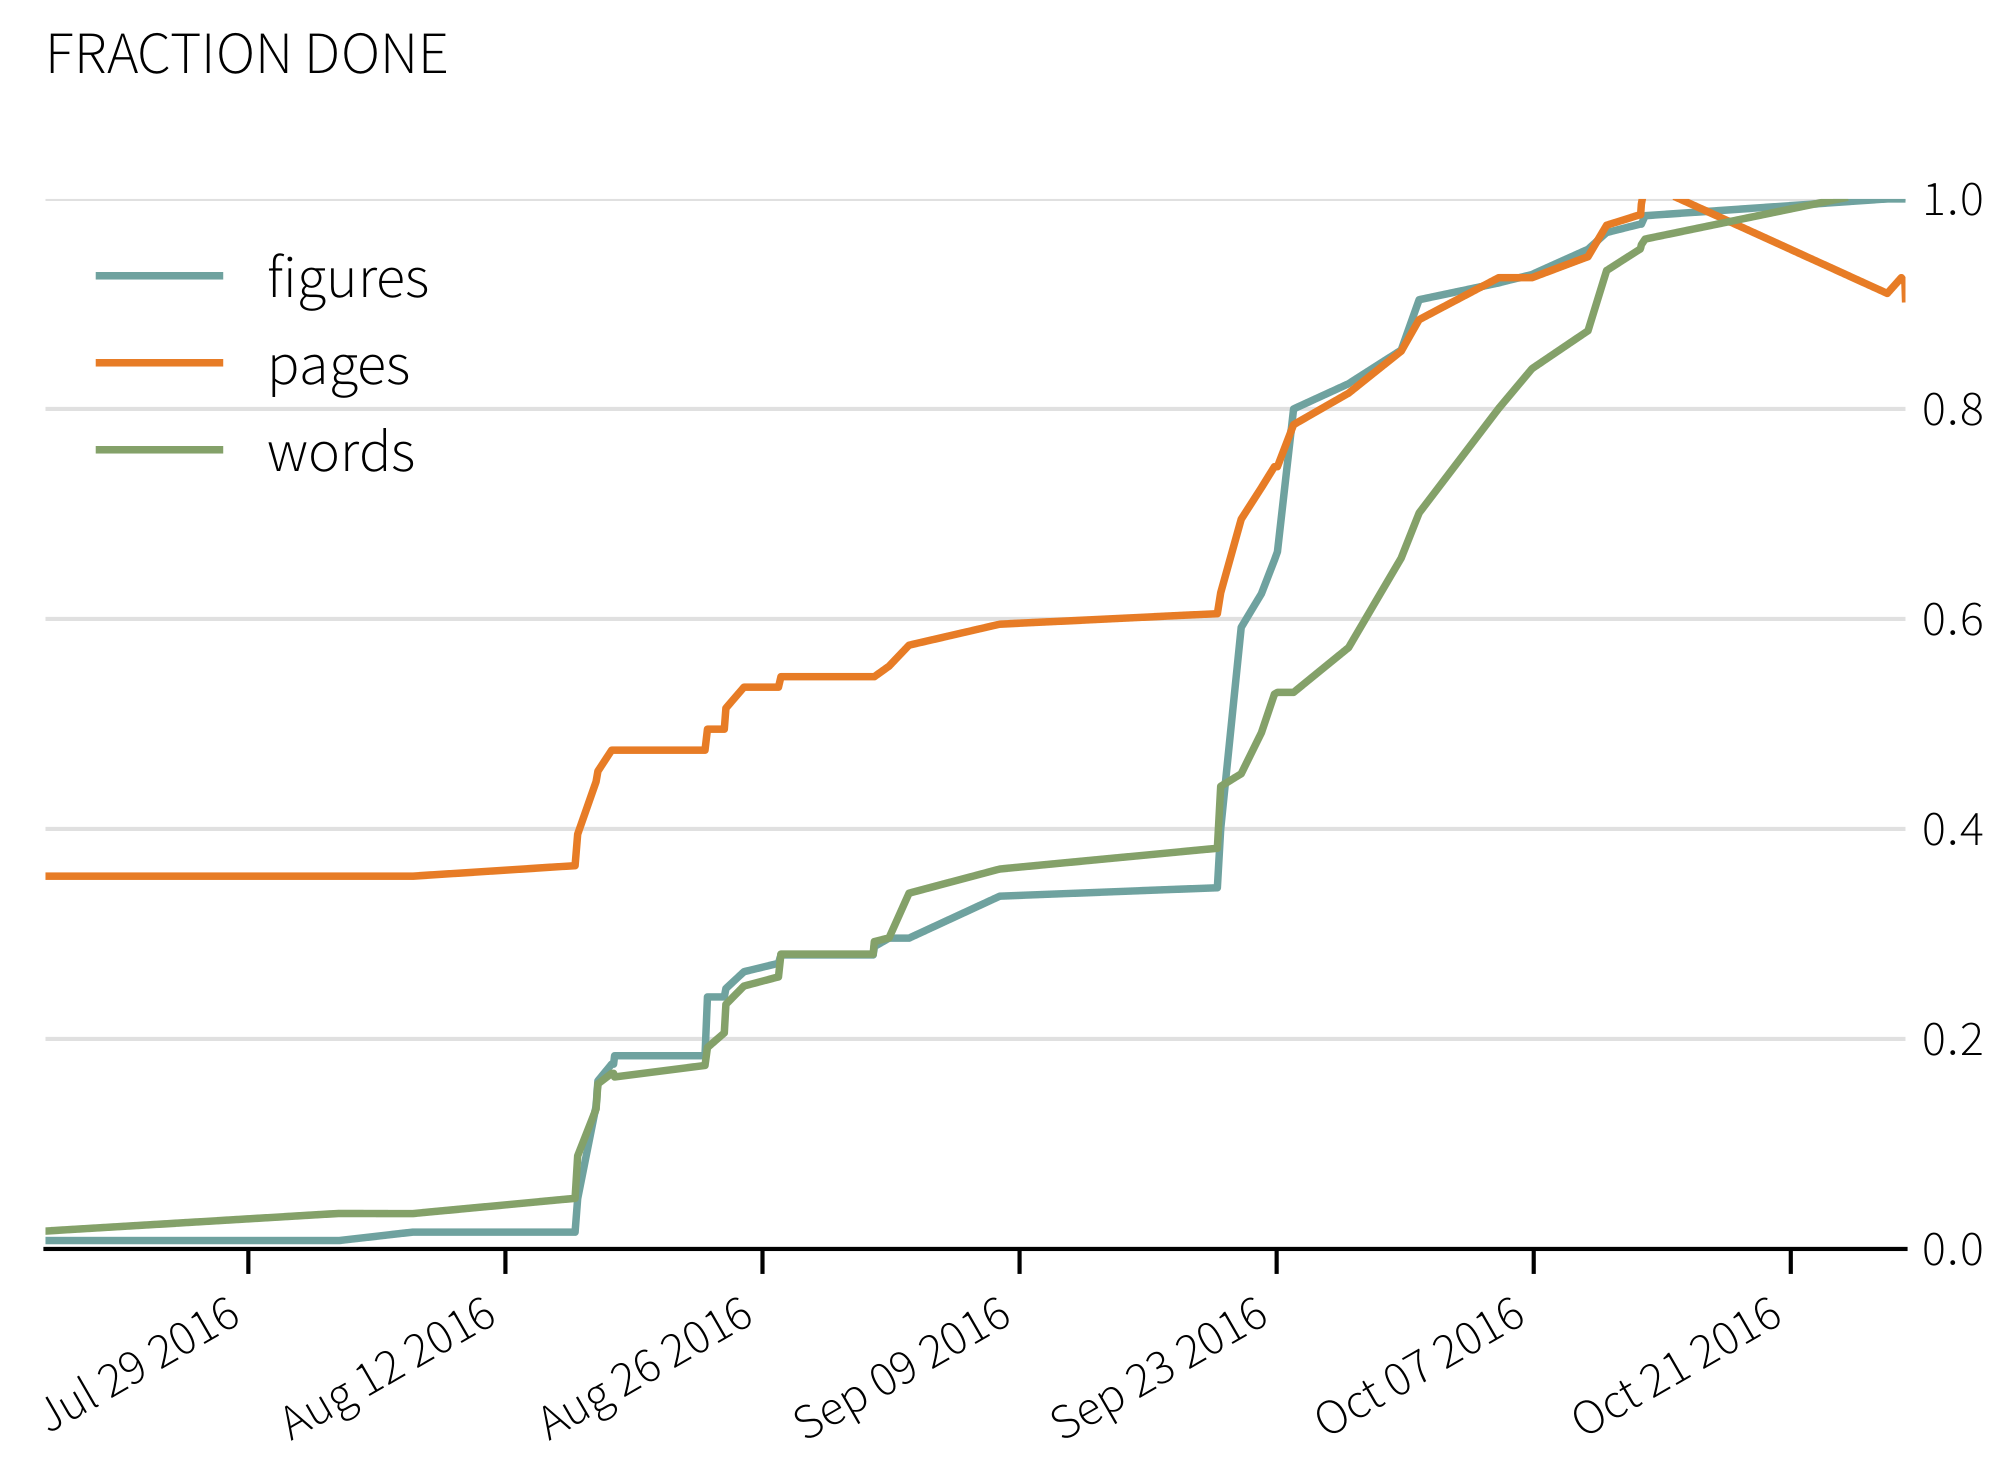 FRACTION DONE
figures
pages
words
1.0
0.8
0.6
0.4
0.2
0.0
Jul 29 2016
Aug 12 2016
Aug 26 2016
Sep 09 2016
Sep 23 2016
Oct 07 2016
Oct 21 2016